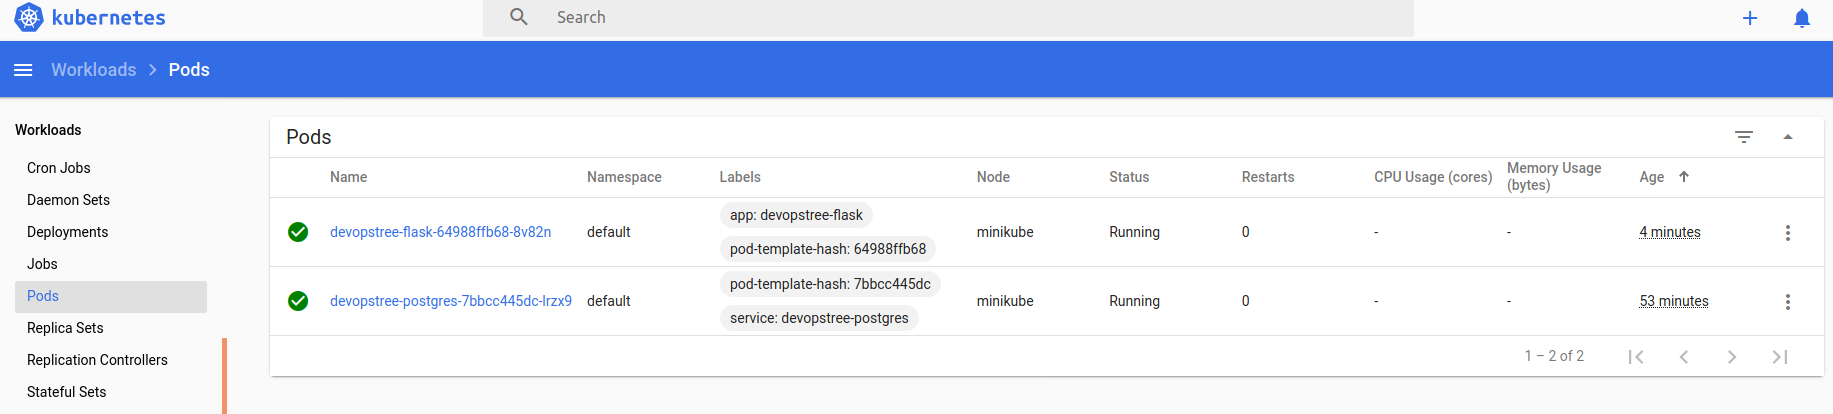 kubernetes
Search
Workloads > Pods
Workloads
Cron Jobs
Daemon Sets
Deployments
Jobs
Pods
Replica Sets
Replication Controllers
Stateful Sets
Pods
Name Namespace Labels Node Status Restarts CPU Usage (cores) Memory Usage (bytes) Age
devopstree-flask-64988ffb68-8v82n default app: devopstree-flask pod-template-hash: 64988ffb68 minikube Running 0 - - 4 minutes
devopstree-postgres-7bbcc445dc-lrzx9 default pod-template-hash: 7bbcc445dc service: devopstree-postgres minikube Running 0 - - 53 minutes
1 – 2 of 2